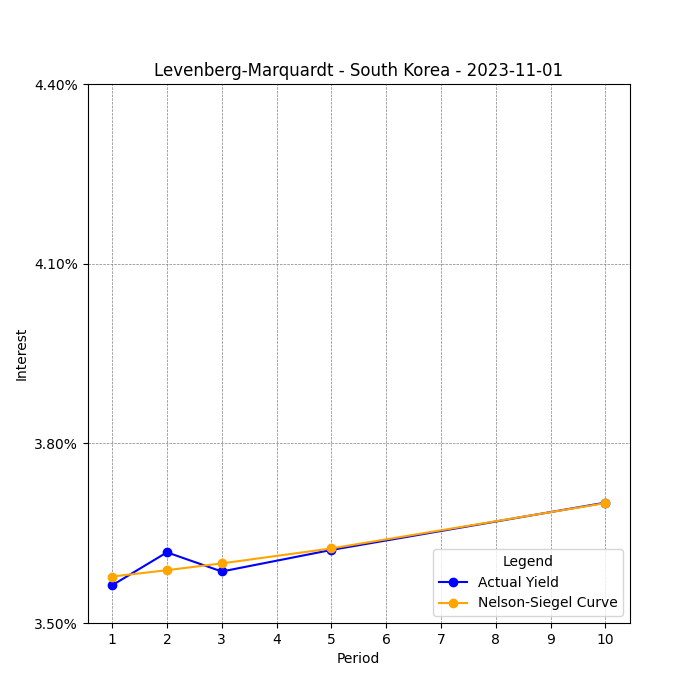 Levenberg-Marquardt - South Korea - 2023-11-01
4.40%
4.10%
3.80%
3.50%
Interest
1 2 3 4 5 6 7 8 9 10
Period
Legend
Actual Yield
Nelson-Siegel Curve